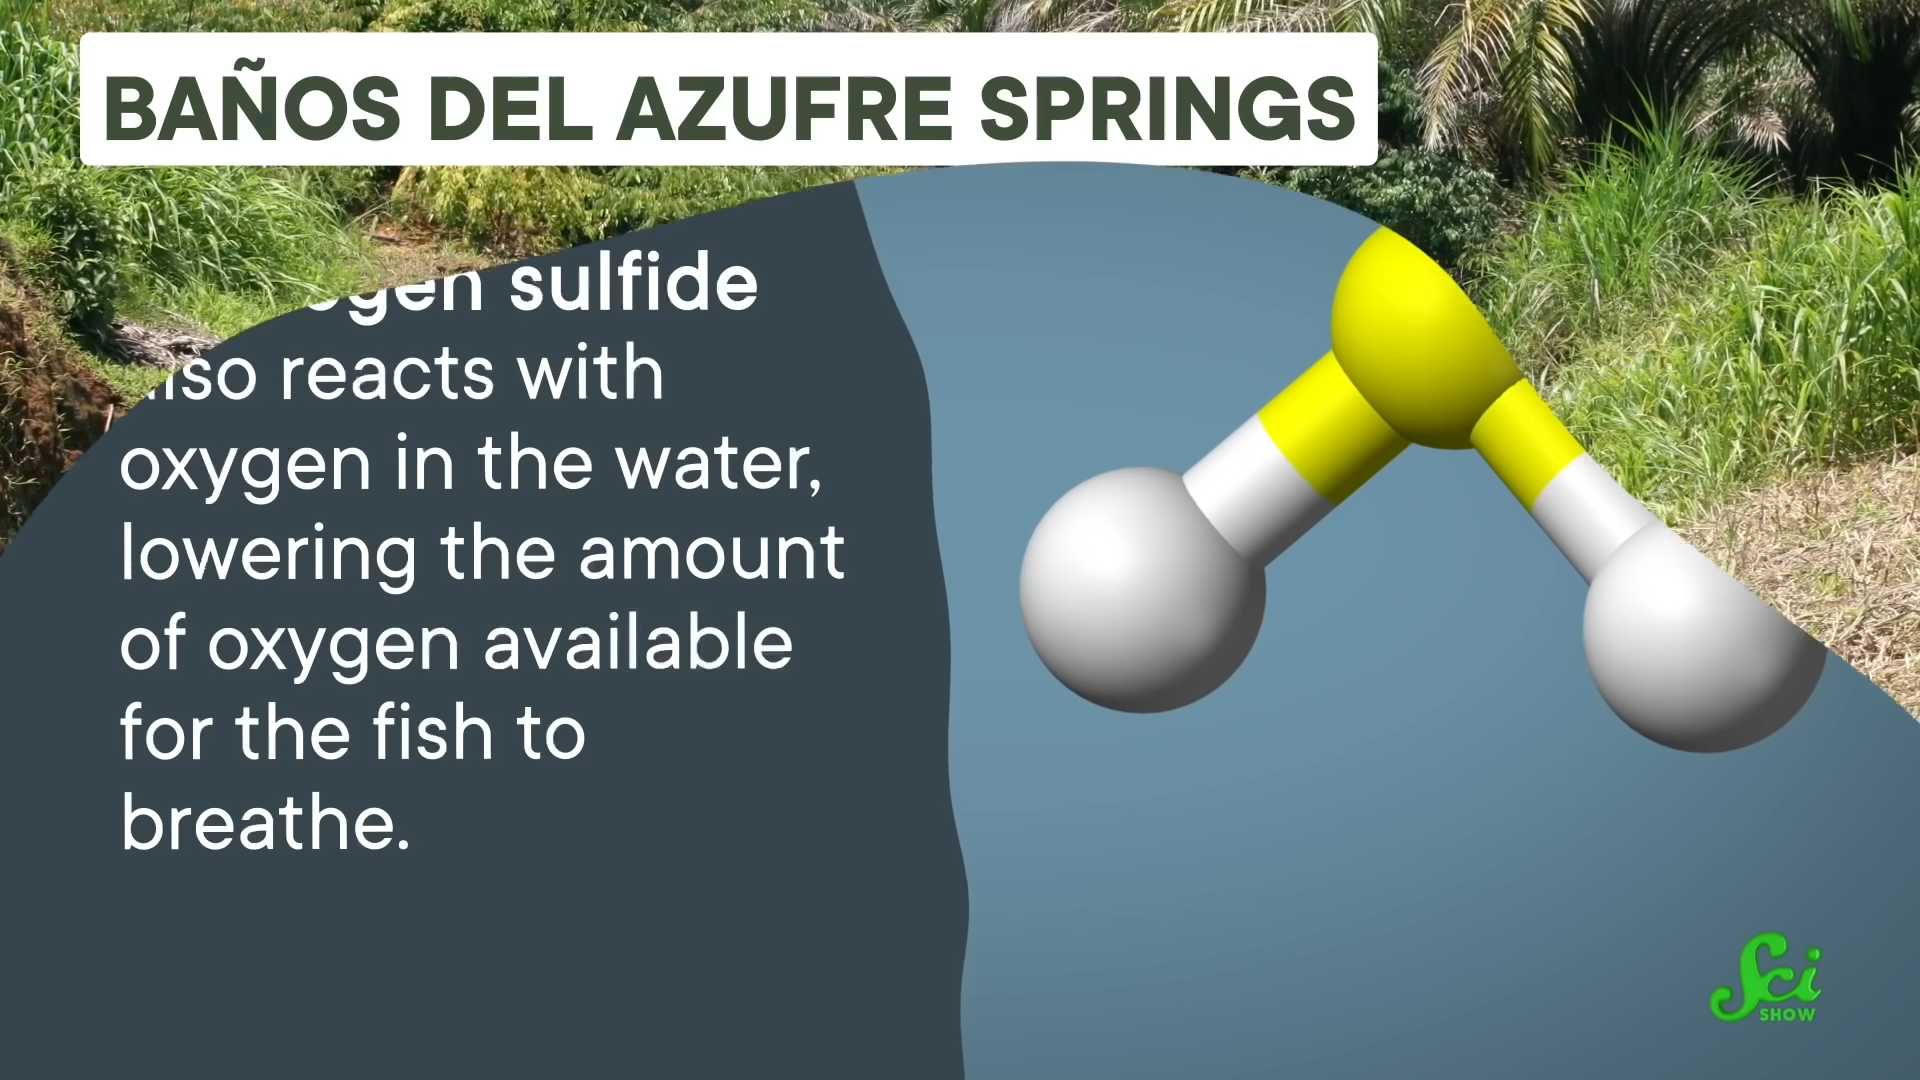 BAÑOS DEL AZUFRE SPRINGS
sulfide
reacts with
oxygen in the water,
lowering the amount
of oxygen available
for the fish to
breathe.
Sci
SHOW